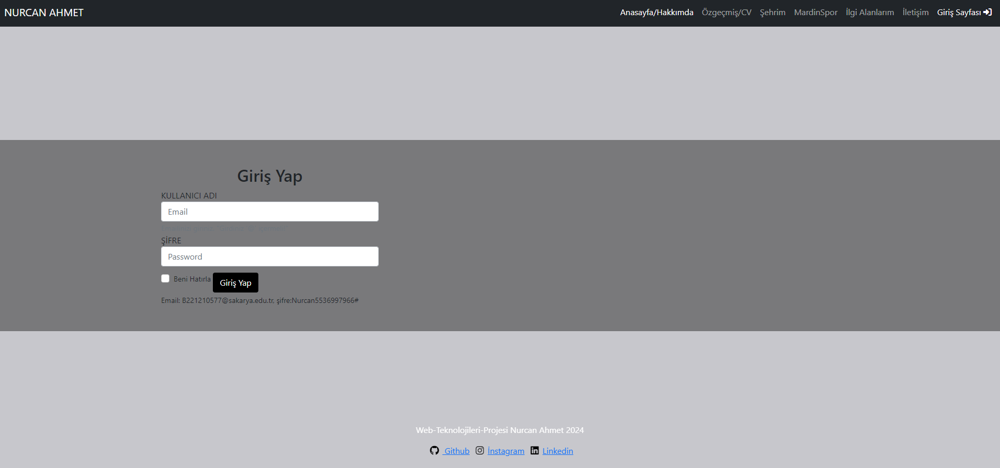 NURCAN AHMET
Anasayfa/Hakkımda Özgeçmiş/CV Şehrim MardinSpor İlgi Alanlarım İletişim Giriş Sayfası
Giriş Yap
KULLANICI ADI
Email
ŞİFRE
Password
Beni Hatırla Giriş Yap
Email: B221210577@sakarya.edu.tr, şifre:Nurcan5536997966#
Web-Teknolojileri-Projesi Nurcan Ahmet 2024
Github İnstagram Linkedin